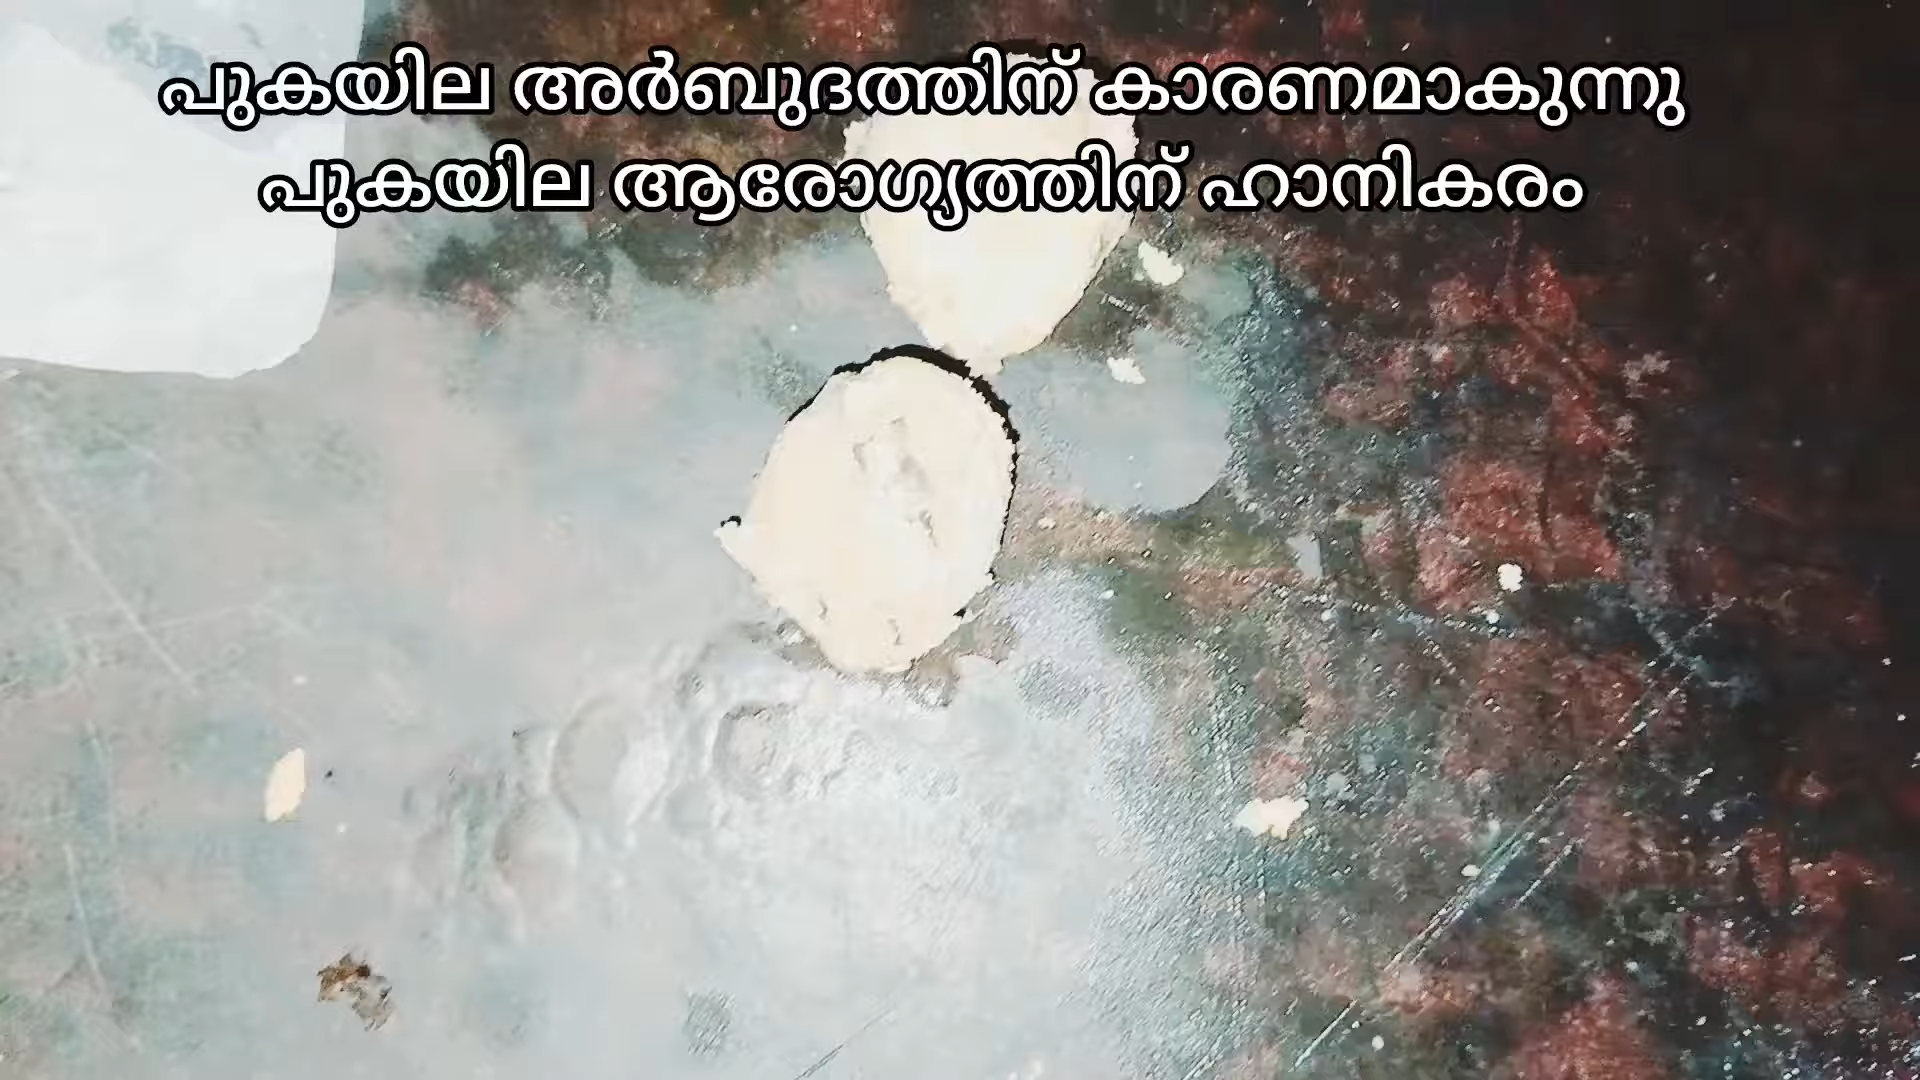 പുകയില അർബുദത്തിന് കാരണമാകുന്നു
പുകയില ആരോഗ്യത്തിന് ഹാനികരം